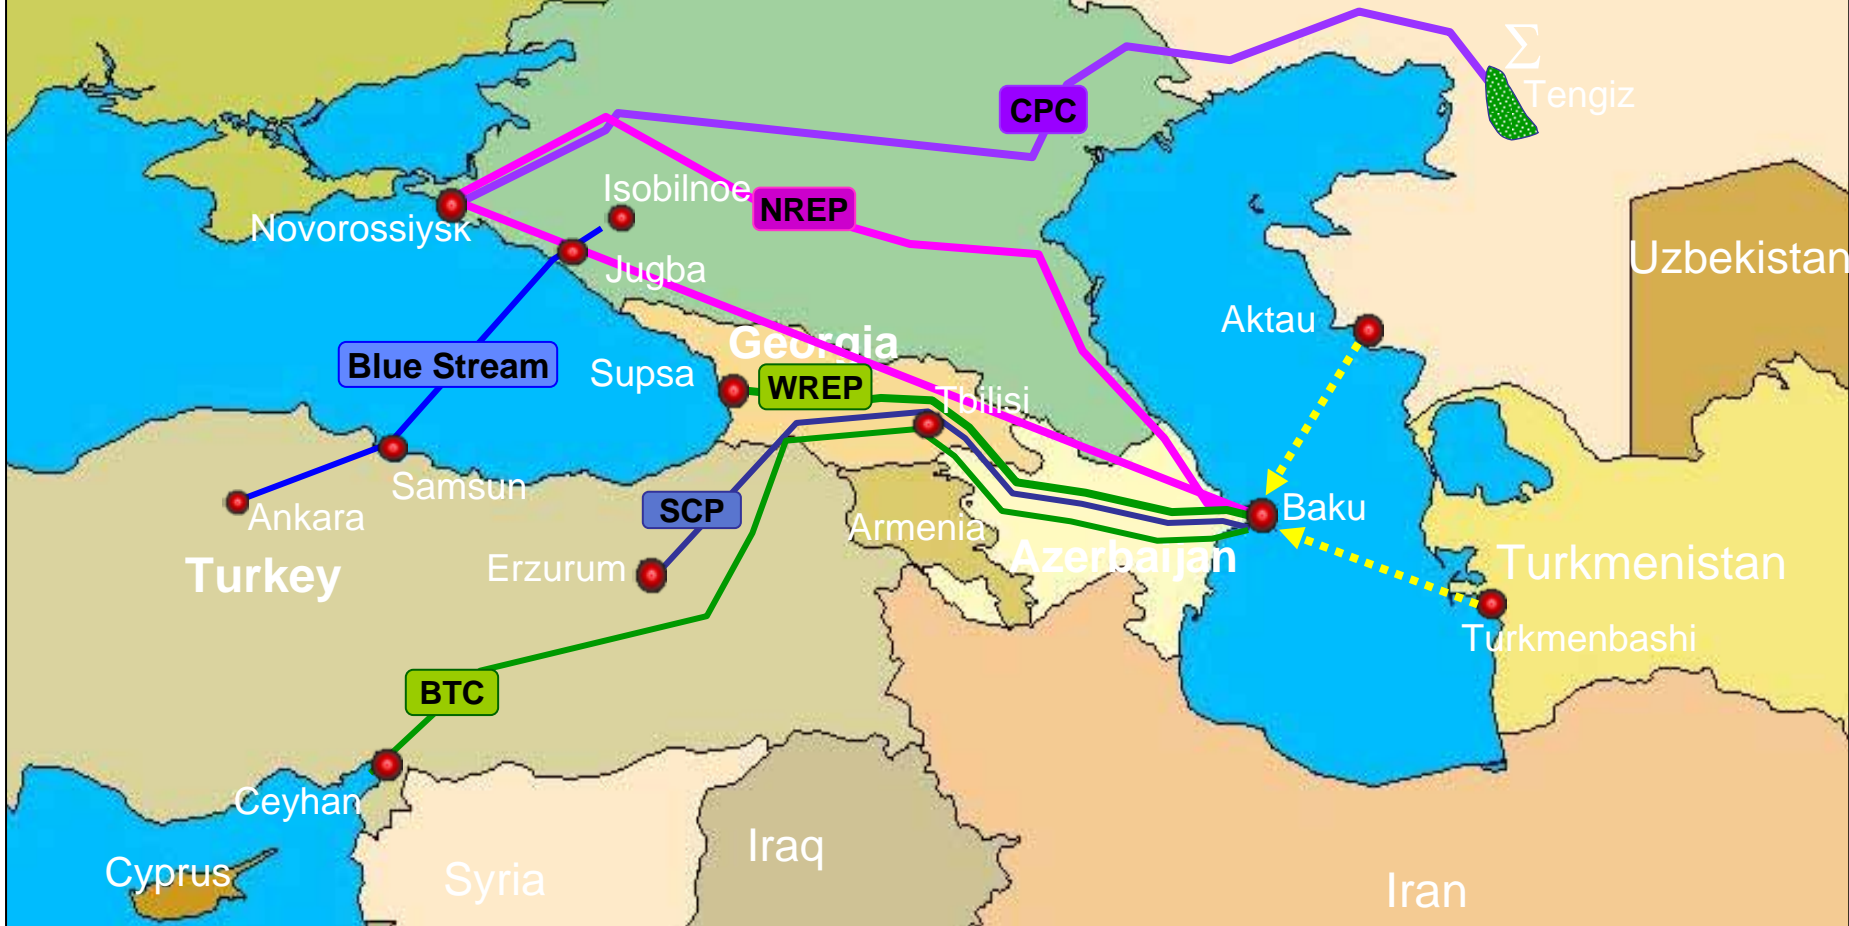 Σ
Tengiz
CPC
Isobilnoe
NREP
Novorossiysk
Jugba
Uzbekistan
Aktau
Georgia
Blue Stream
Supsa
WREP
Tbilisi
Samsun
Ankara
SCP
Armenia
Baku
Azerbaijan
Turkmenistan
Erzurum
Turkey
Turkmenbashi
BTC
Ceyhan
Cyprus
Syria
Iraq
Iran